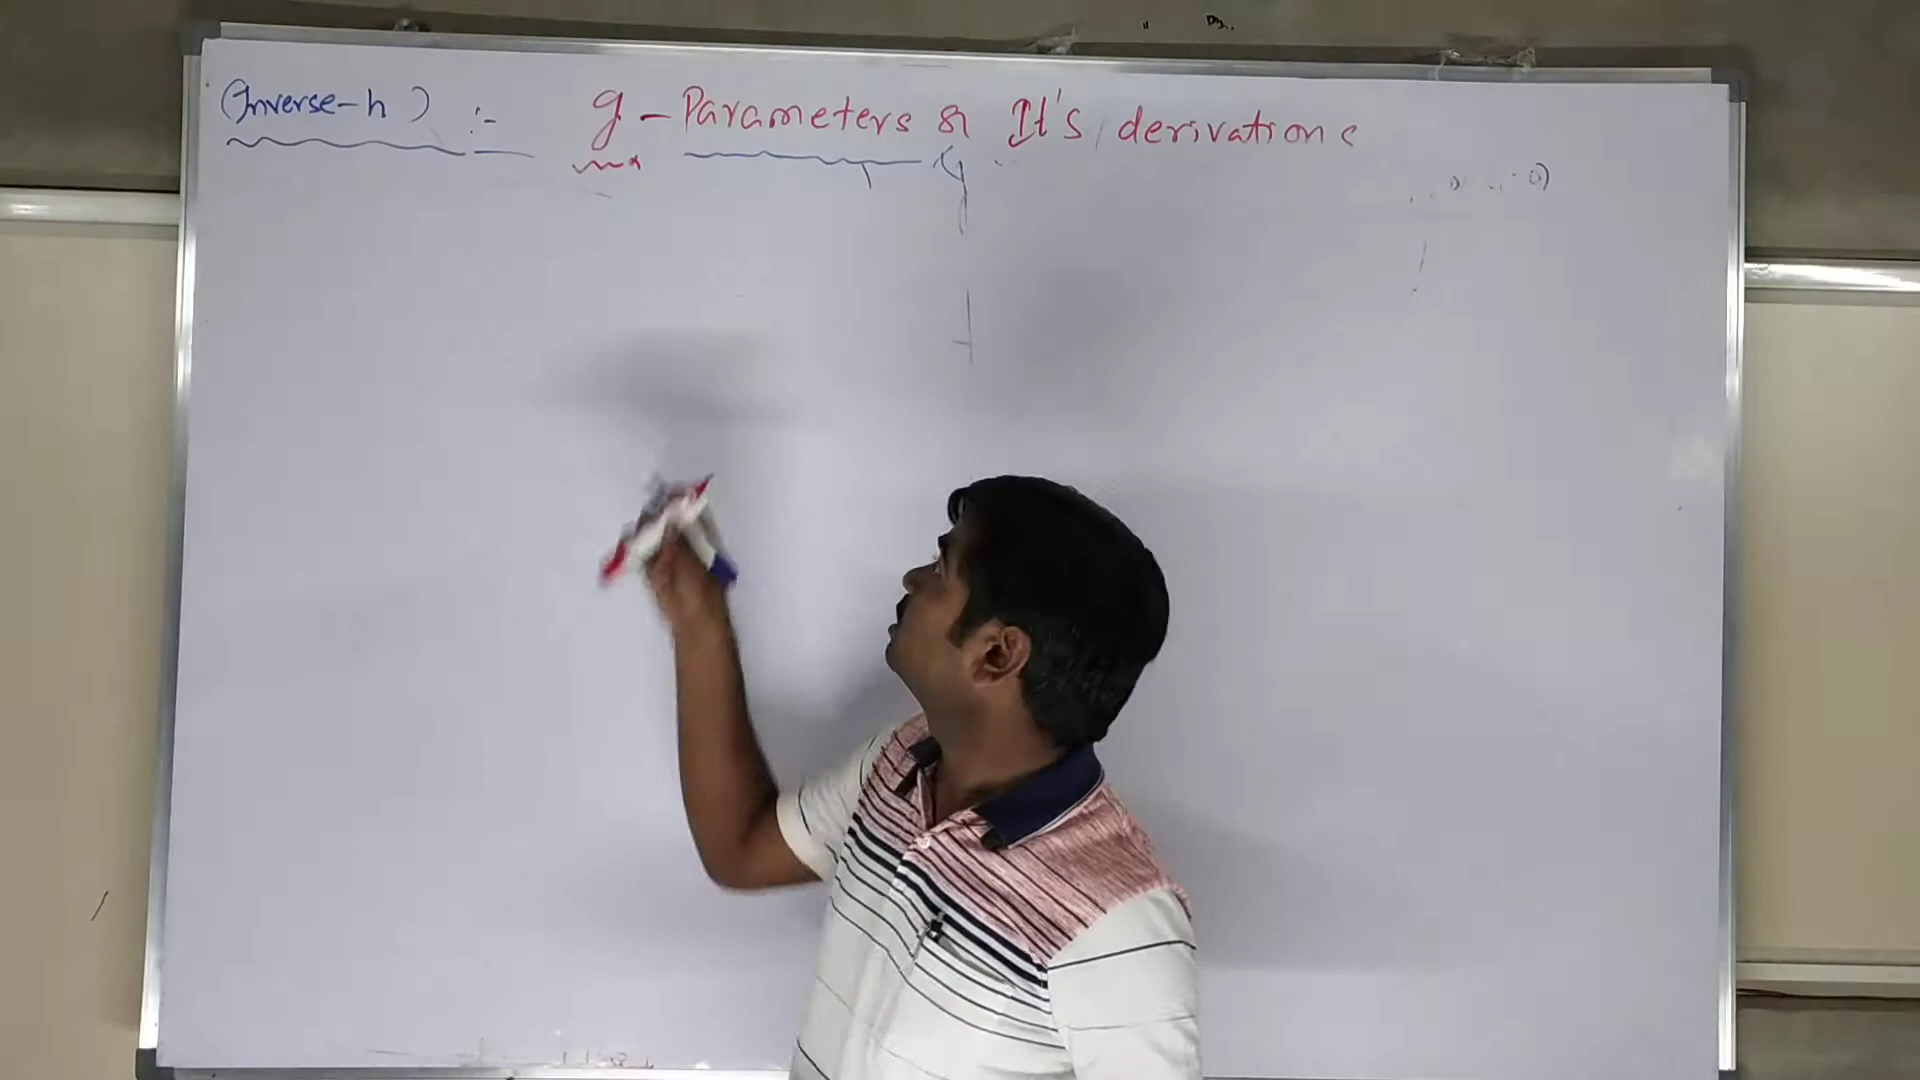 (Inverse-h) :- g-Parameters & It's derivations